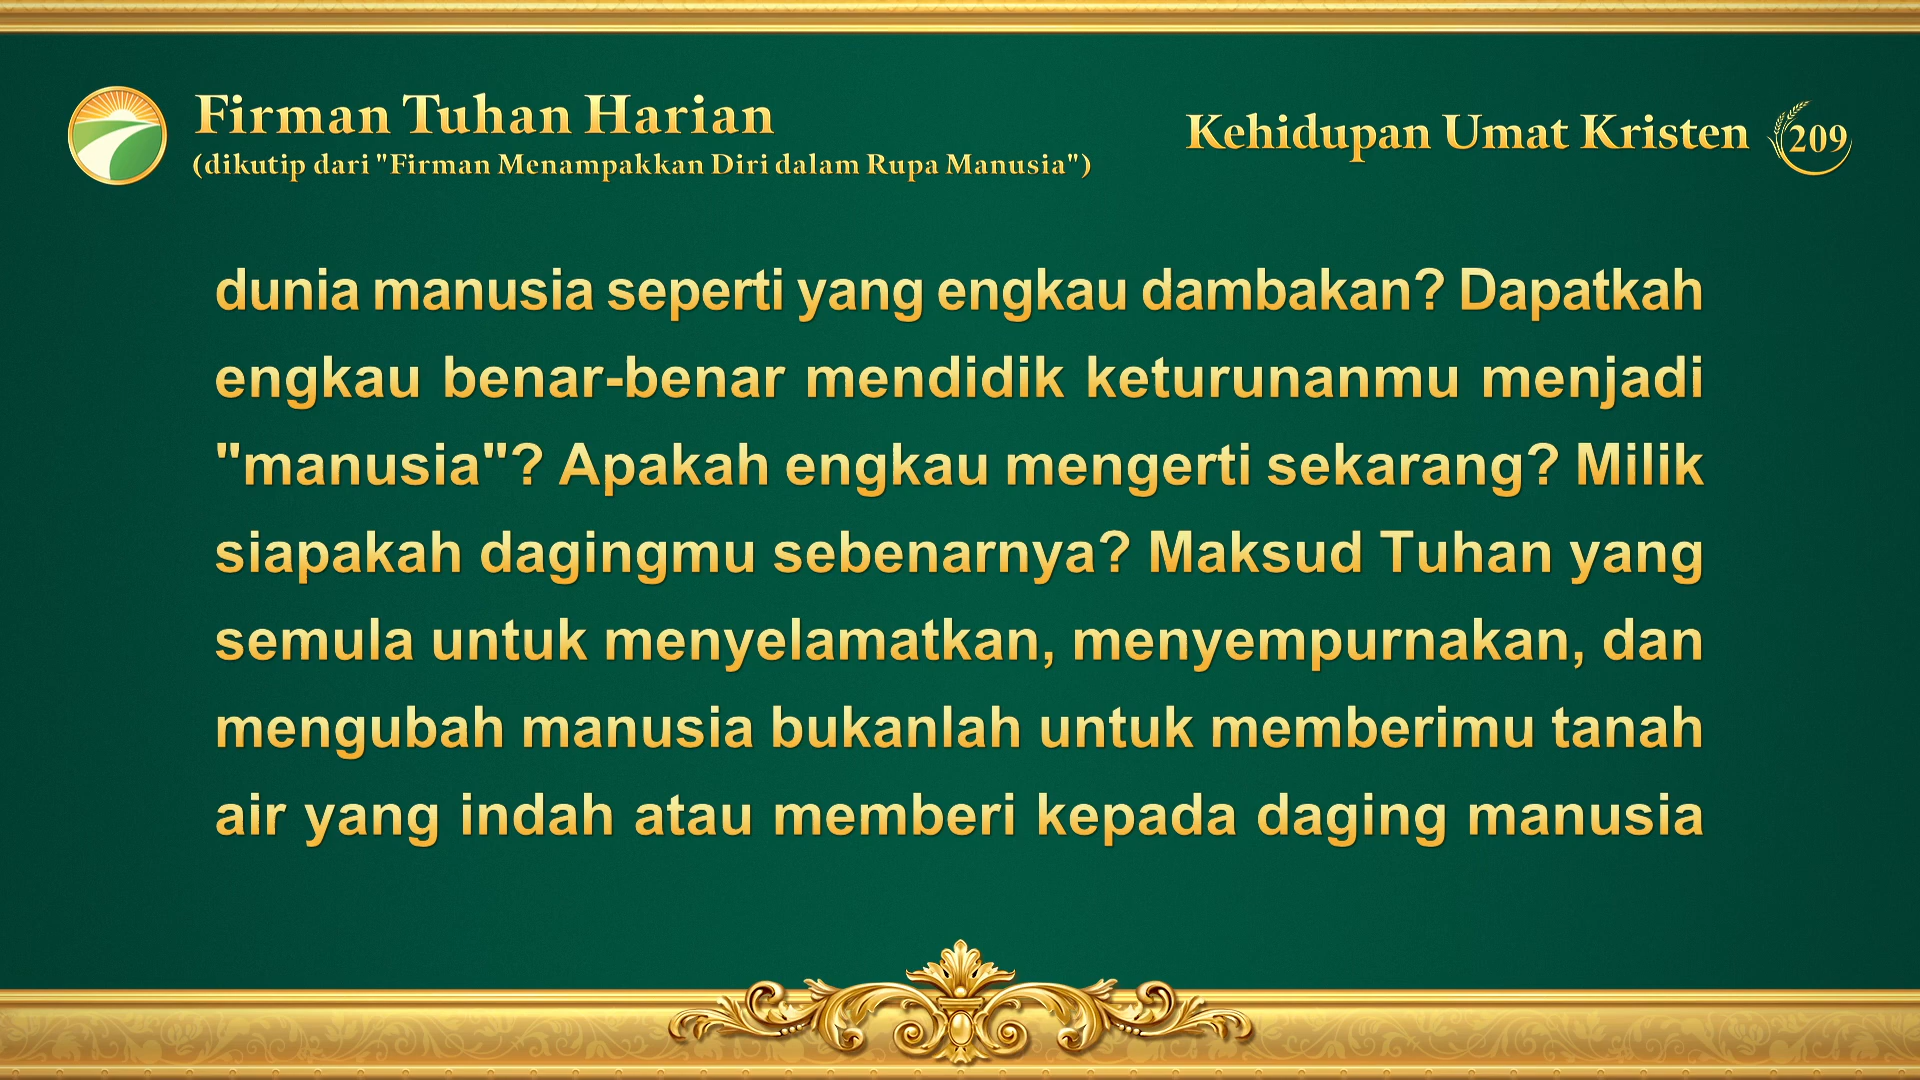 Firman Tuhan Harian
(dikutip dari "Firman Menampakkan Diri dalam Rupa Manusia")
Kehidupan Umat Kristen 209
dunia manusia seperti yang engkau dambakan? Dapatkah
engkau benar-benar mendidik keturunanmu menjadi
"manusia"? Apakah engkau mengerti sekarang? Milik
siapakah dagingmu sebenarnya? Maksud Tuhan yang
semula untuk menyelamatkan, menyempurnakan, dan
mengubah manusia bukanlah untuk memberimu tanah
air yang indah atau memberi kepada daging manusia